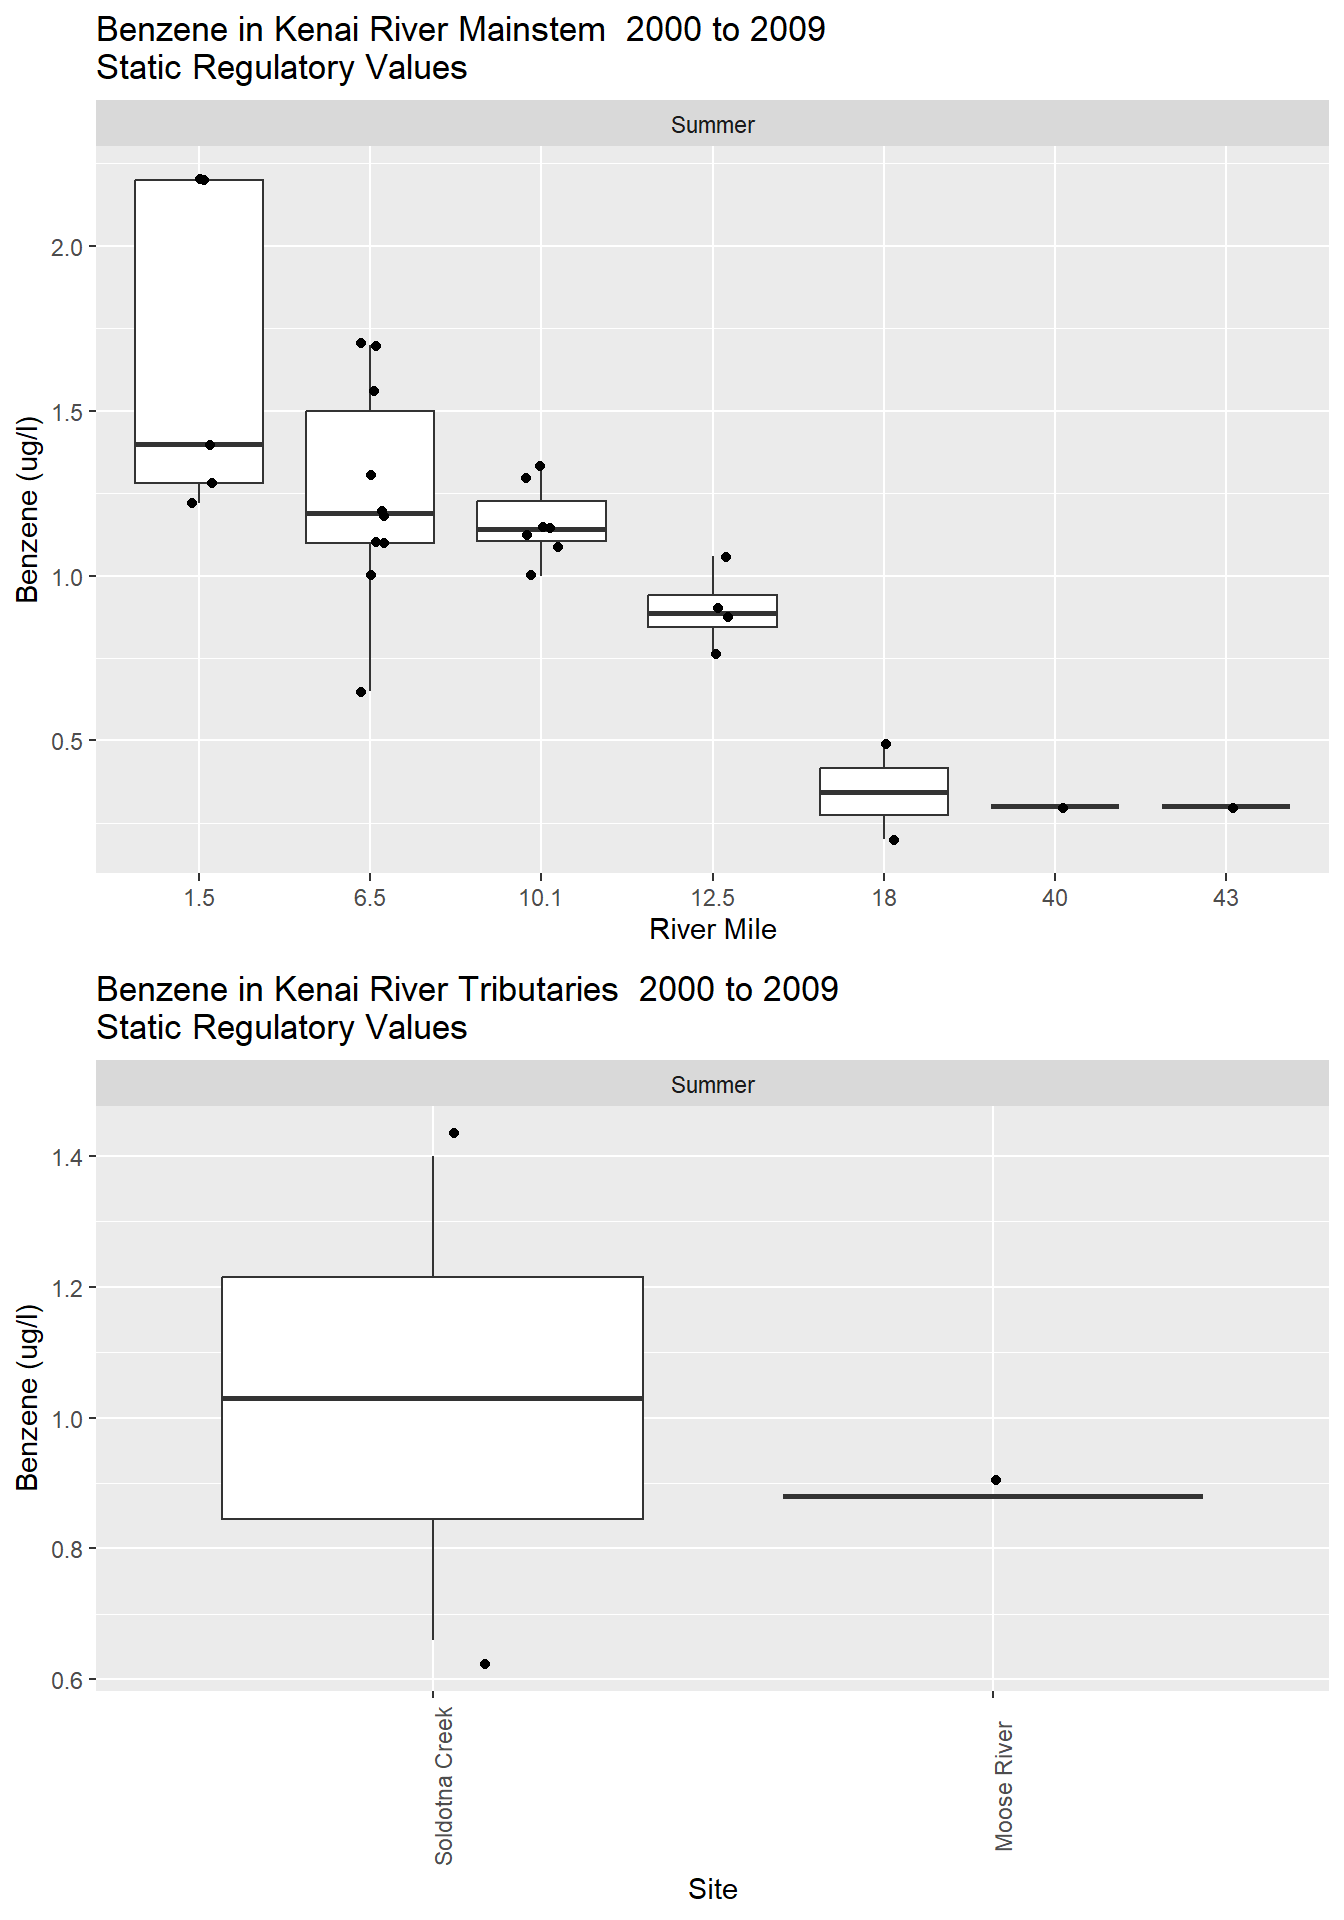 Benzene in Kenai River Mainstem  2000 to 2009
Static Regulatory Values
Summer
2.0
1.5
1.0
0.5
Benzene (ug/l)
1.5 6.5 10.1 12.5 18 40 43
River Mile
Benzene in Kenai River Tributaries  2000 to 2009
Static Regulatory Values
Summer
1.4
1.2
1.0
0.8
0.6
Benzene (ug/l)
Soldotna Creek
Moose River
Site